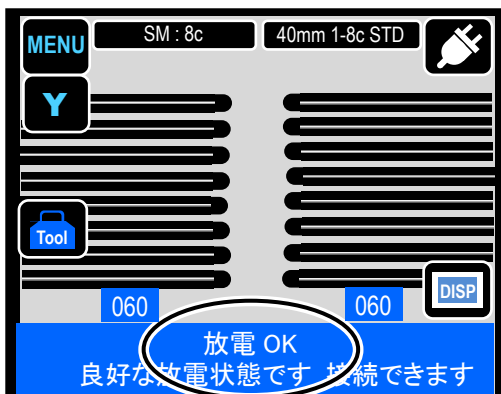 MENU
SM : 8c
40mm 1-8c STD
Y
Tool
DISP
060
060
放電 OK
良好な放電状態です 接続できます